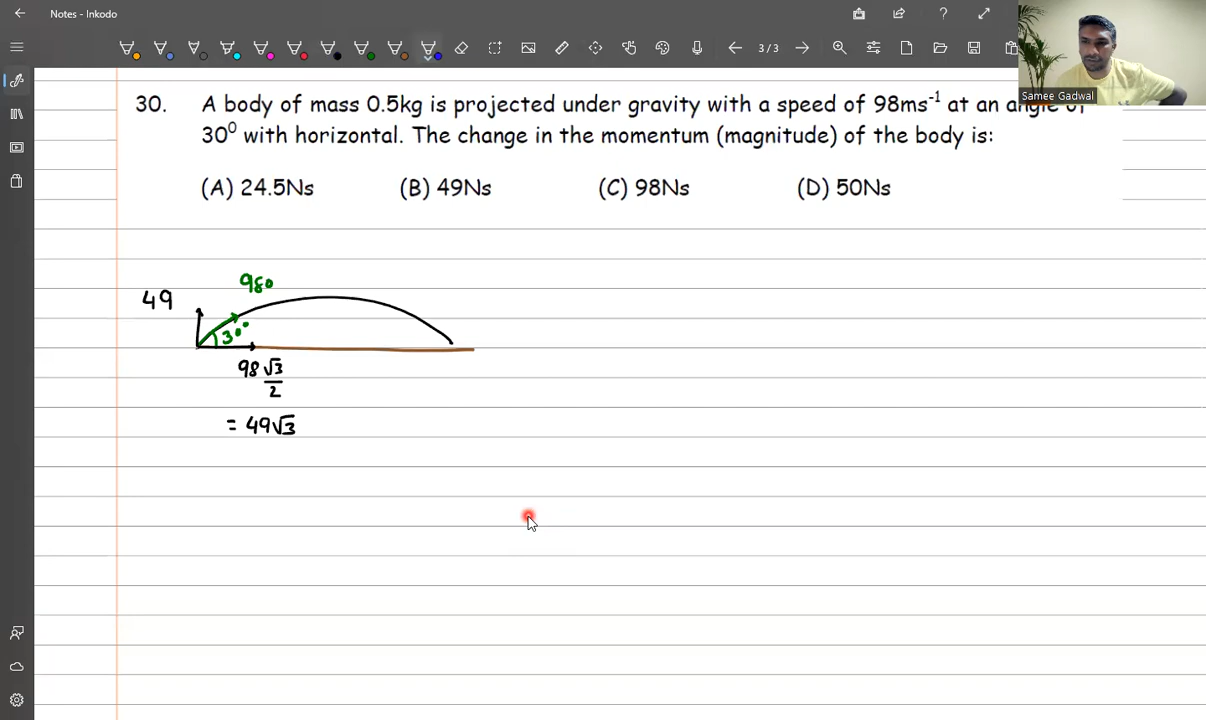 Notes - Inkodo
3/3
Samee Gadwal
30. A body of mass 0.5kg is projected under gravity with a speed of 98ms⁻¹ at an angle of
30⁰ with horizontal. The change in the momentum (magnitude) of the body is:
(A) 24.5Ns (B) 49Ns (C) 98Ns (D) 50Ns
980
49
30°
98 √3/2
= 49√3